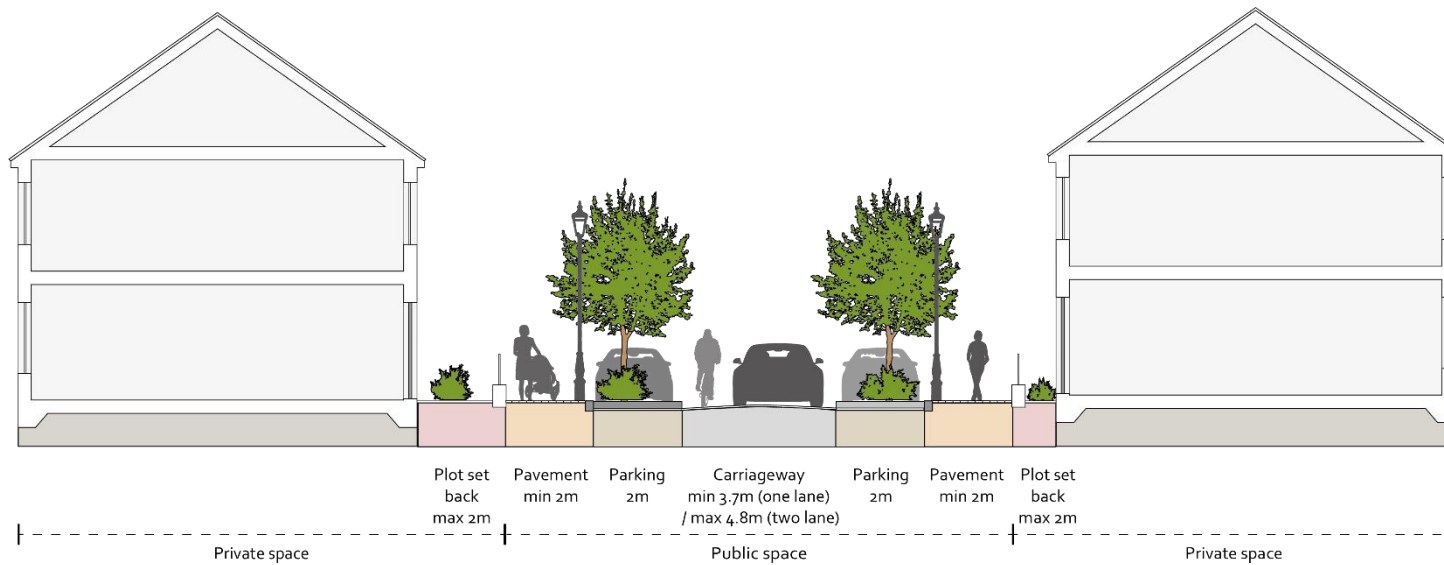 Plot set
back
max 2m
Pavement
min 2m
Parking
2m
Carriageway
min 3.7m (one lane)
/ max 4.8m (two lane)
Parking
2m
Pavement
min 2m
Plot set
back
max 2m
Private space
Public space
Private space